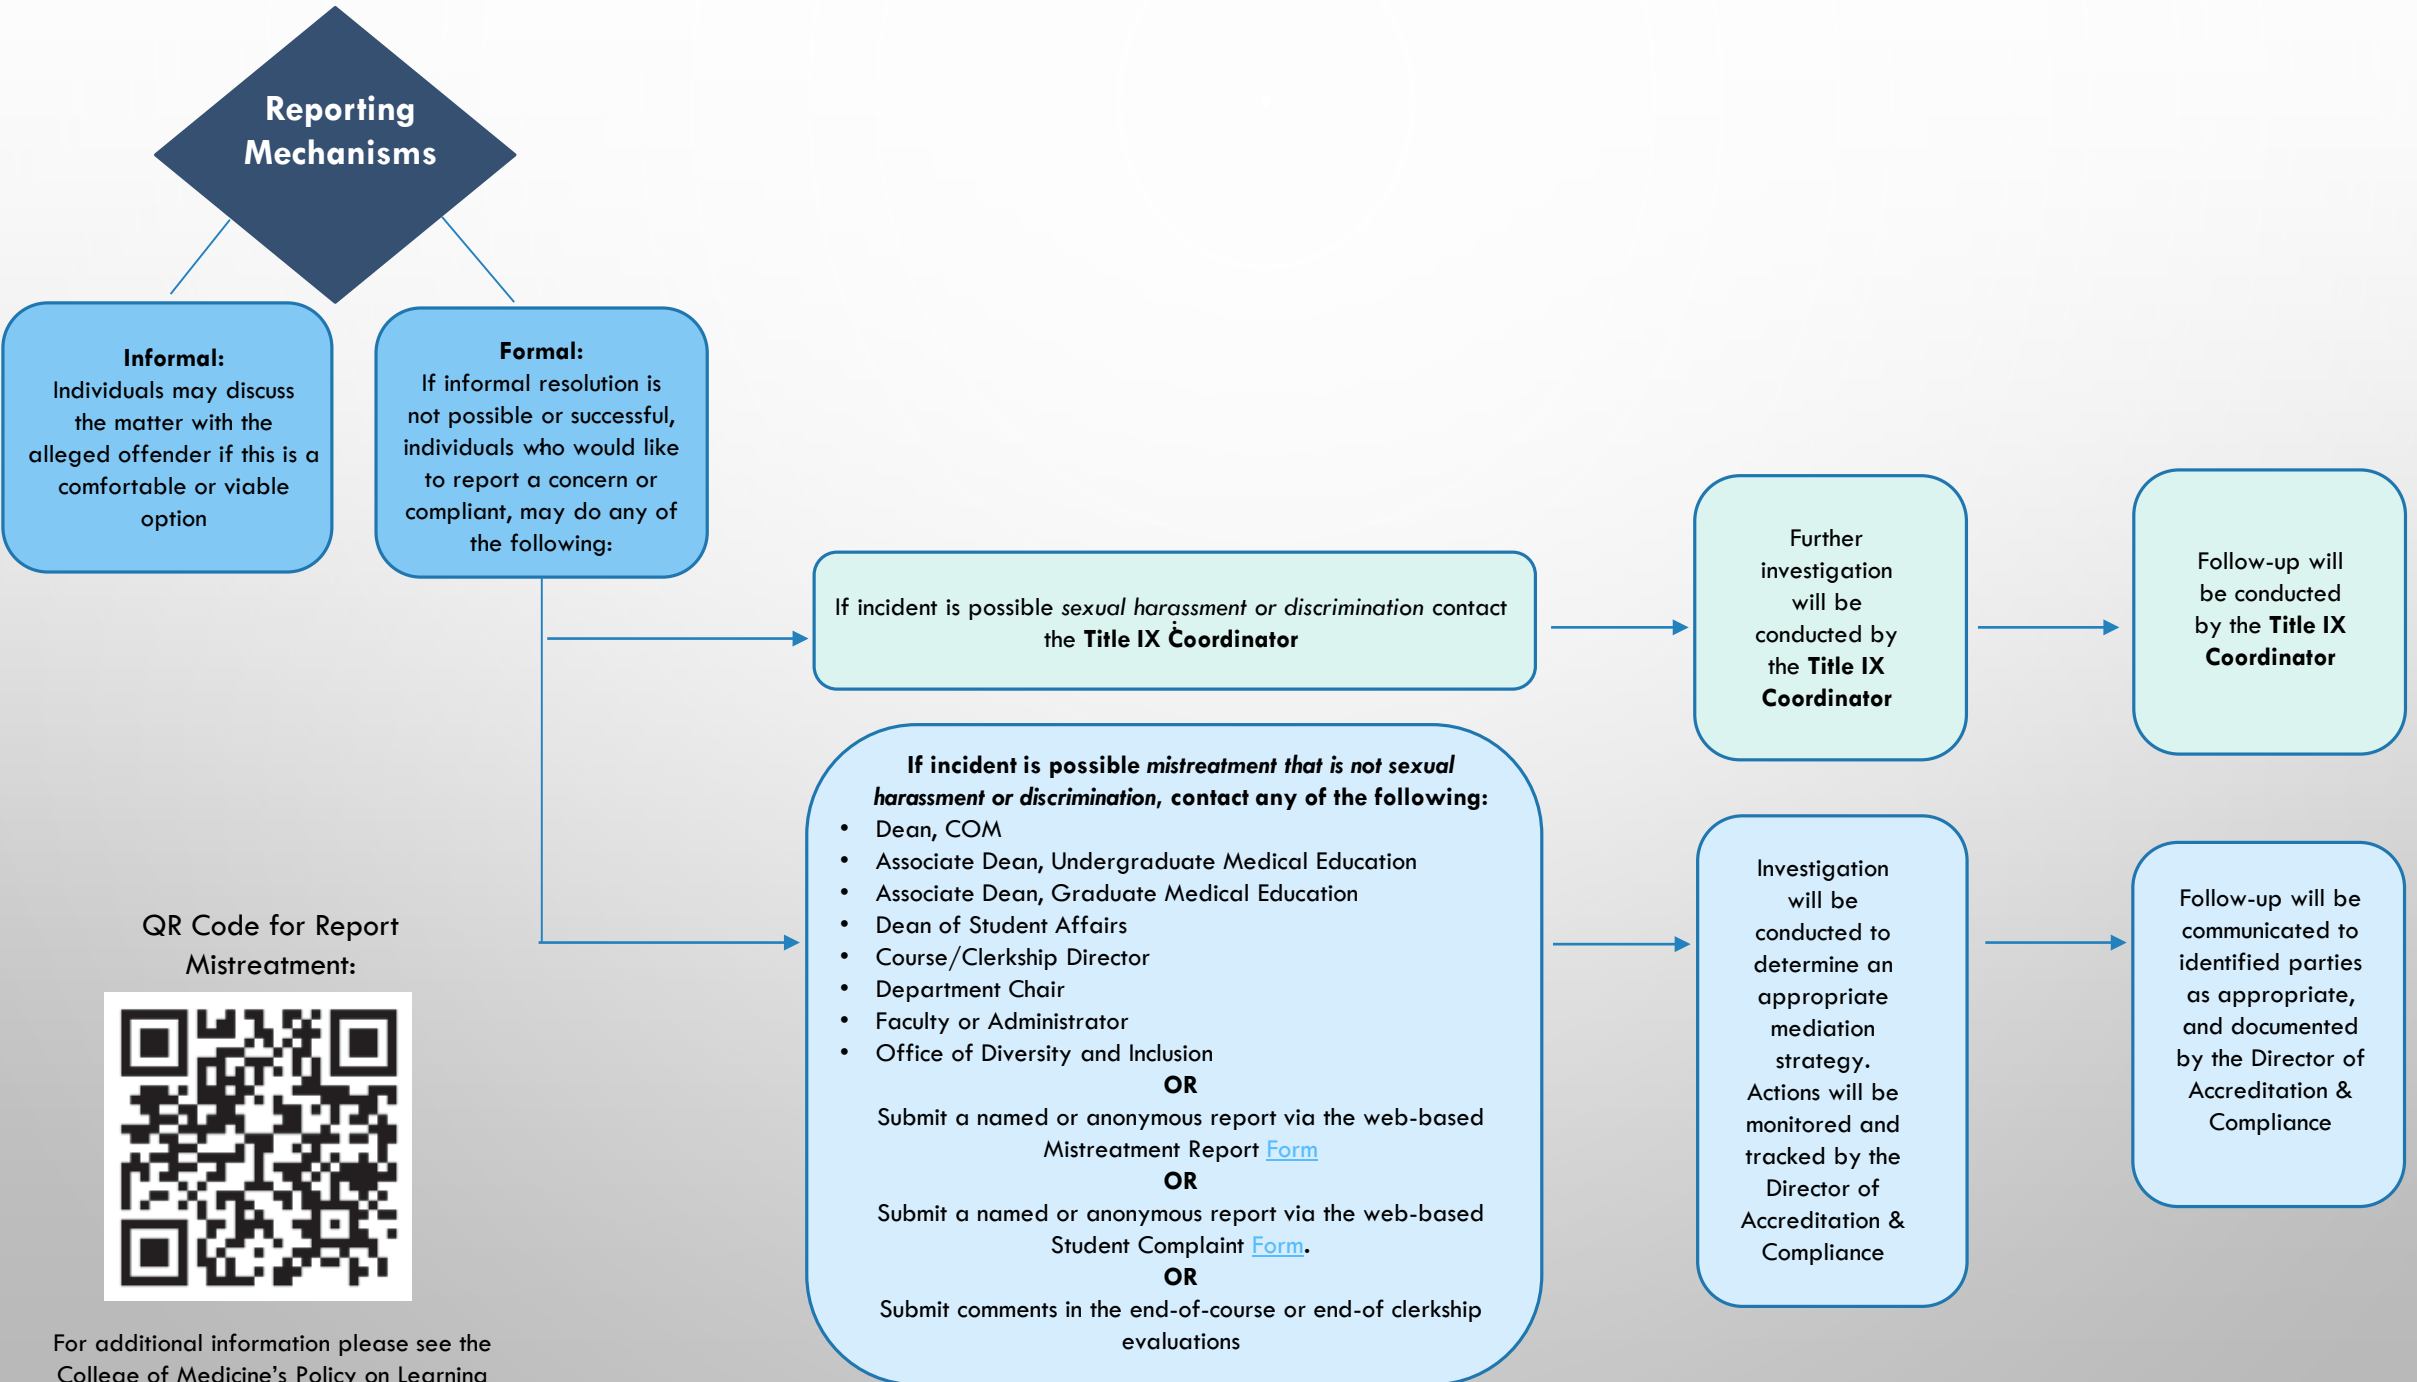 Reporting
Mechanisms
Informal:
Individuals may discuss
the matter with the
alleged offender if this is a
comfortable or viable
option
Formal:
If informal resolution is
not possible or successful,
individuals who would like
to report a concern or
compliant, may do any of
the following:
If incident is possible sexual harassment or discrimination contact
the Title IX Coordinator
Further
investigation
will be
conducted by
the Title IX
Coordinator
Follow-up will
be conducted
by the Title IX
Coordinator
If incident is possible mistreatment that is not sexual
harassment or discrimination, contact any of the following:
• Dean, COM
• Associate Dean, Undergraduate Medical Education
• Associate Dean, Graduate Medical Education
• Dean of Student Affairs
• Course/Clerkship Director
• Department Chair
• Faculty or Administrator
• Office of Diversity and Inclusion
OR
Submit a named or anonymous report via the web-based
Mistreatment Report Form
OR
Submit a named or anonymous report via the web-based
Student Complaint Form.
OR
Submit comments in the end-of-course or end-of clerkship
evaluations
Investigation
will be
conducted to
determine an
appropriate
mediation
strategy.
Actions will be
monitored and
tracked by the
Director of
Accreditation &
Compliance
Follow-up will be
communicated to
identified parties
as appropriate,
and documented
by the Director of
Accreditation &
Compliance
QR Code for Report
Mistreatment:
For additional information please see the
College of Medicine's Policy on Learning